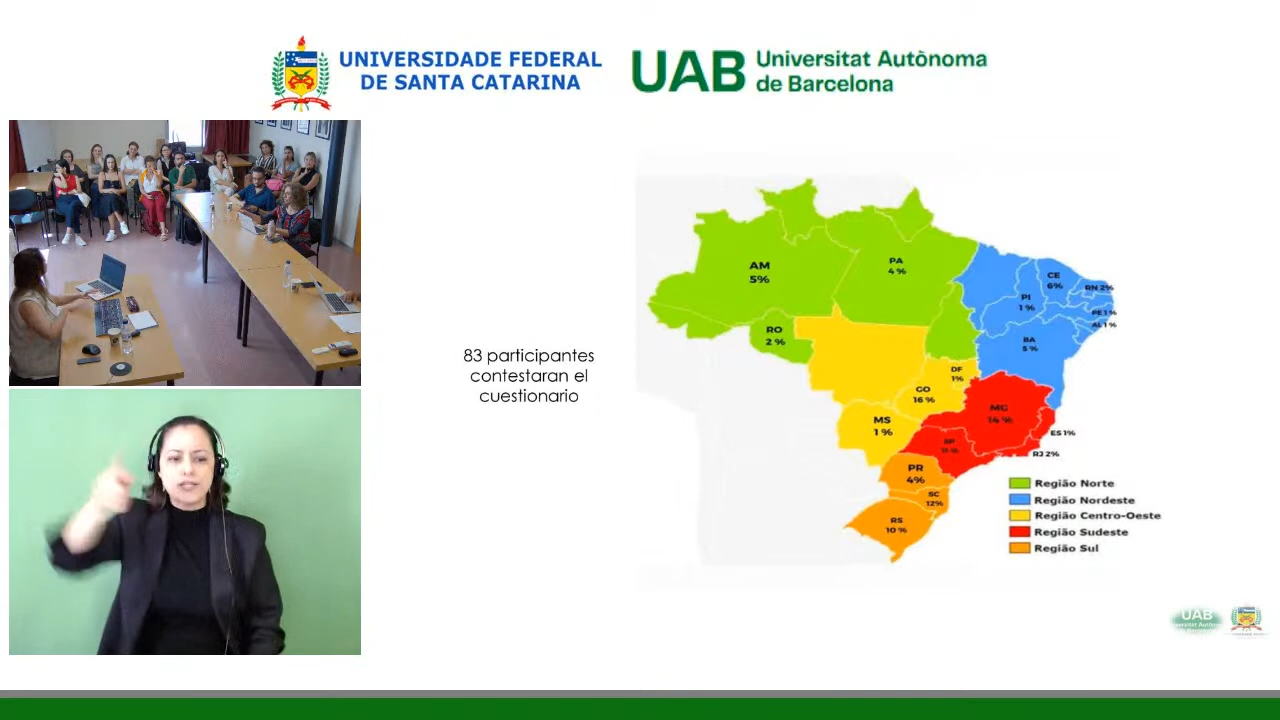 UNIVERSIDADE FEDERAL
DE SANTA CATARINA
UAB
Universitat Autònoma
de Barcelona
83 participantes
contestaran el
cuestionario
AM
5%
PA
4 %
RO
2 %
CE
6%
RN 2%
PI
1 %
PE 1 %
AL 1 %
BA
5 %
DF
1%
GO
16 %
MS
1 %
MG
14 %
SP
11 %
ES 1%
RJ 2%
PR
4%
SC
12%
RS
10 %
Região Norte
Região Nordeste
Região Centro-Oeste
Região Sudeste
Região Sul
UAB